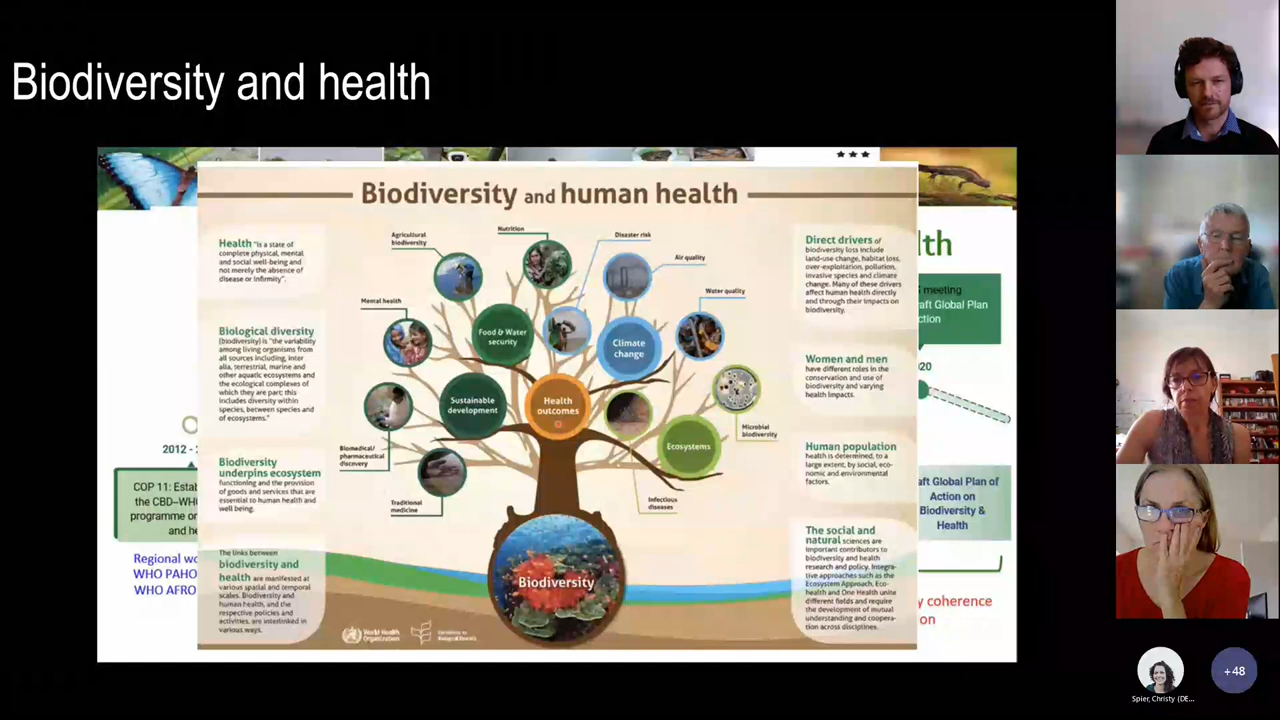 Biodiversity and health
Biodiversity and human health
Health "is a state of
complete physical, mental
and social well-being and
not merely the absence of
disease or infirmity".
Biological diversity
(biodiversity) is "the variability
among living organisms from
all sources including, inter
alia, terrestrial, marine and
other aquatic ecosystems and
the ecological complexes of
which they are part; this
includes diversity within
species, between species and
of ecosystems."
Biodiversity
underpins ecosystem
functioning and the provision
of goods and services that are
essential to human health and
well being.
The links between
biodiversity and
health are manifested at
various spatial and temporal
scales. Biodiversity and
human health, and the
respective policies and
activities, are interlinked in
various ways.
Agricultural
biodiversity
Nutrition
Disaster risk
Air quality
Water quality
Mental health
Food & Water
security
Climate
change
Sustainable
development
Health
outcomes
Microbial
biodiversity
Ecosystems
Biomedical/
pharmaceutical
discovery
Traditional
medicine
Infectious
diseases
Biodiversity
World Health
Organization
Direct drivers of
biodiversity loss include
land-use change, habitat loss,
over-exploitation, pollution,
invasive species and climate
change. Many of these drivers
affect human health directly
and through their impacts on
biodiversity.
Women and men
have different roles in the
conservation and use of
biodiversity and varying
health impacts.
Human population
health is determined, to a
large extent, by social, eco-
nomic and environmental
factors.
The social and
natural sciences are
important contributors to
biodiversity and health
research and policy. Integra-
tive approaches such as the
Ecosystem Approach, Eco-
health and One Health unite
different fields and require
the development of mutual
understanding and coopera-
tion across disciplines.
2012 -
COP 11: Estab
the CBD–WHO
programme on
and he
Regional wo
WHO PAHO
WHO AFRO
lth
meeting
aft Global Plan
ction
020
aft Global Plan of
Action on
Biodiversity &
Health
y coherence
on
Spier, Christy (DE...
+48